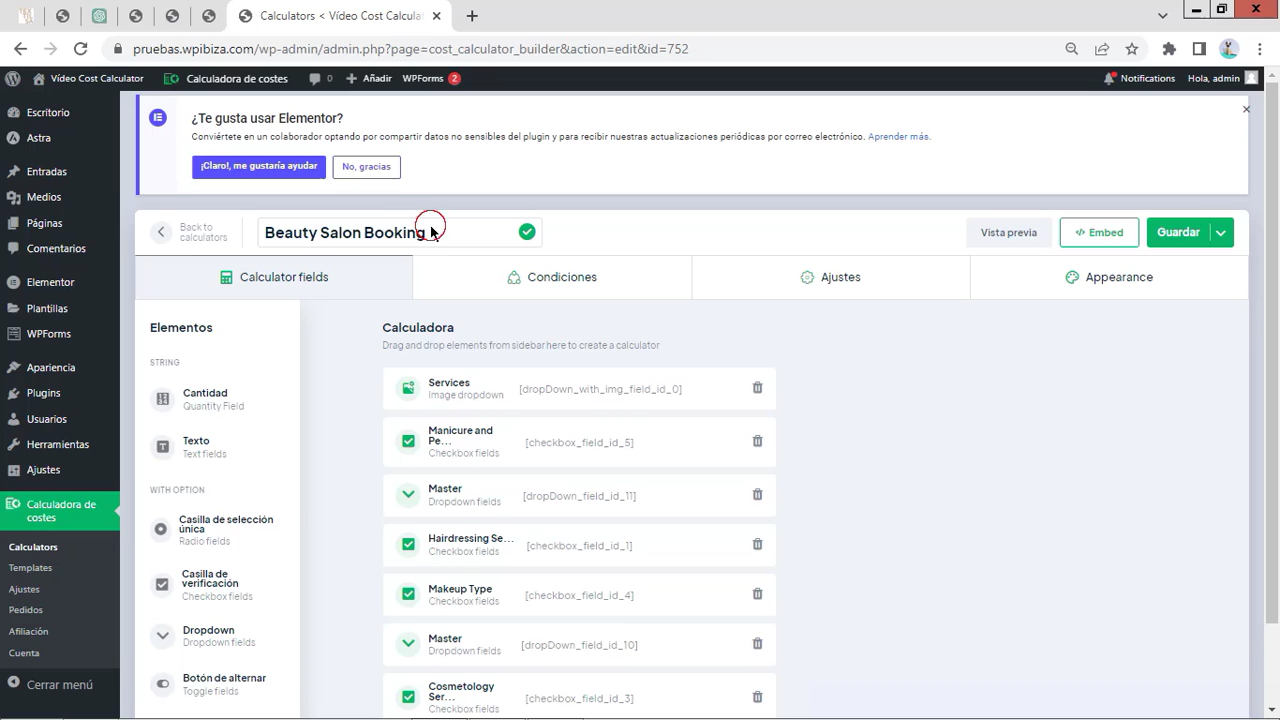 Calculators < Vídeo Cost Calcula
pruebas.wpibiza.com/wp-admin/admin.php?page=cost_calculator_builder&action=edit&id=752
Vídeo Cost Calculator
Calculadora de costes
0
Añadir
WPForms 2
Notifications
Hola, admin
Escritorio
Astra
Entradas
Medios
Páginas
Comentarios
Elementor
Plantillas
WPForms
Apariencia
Plugins
Usuarios
Herramientas
Ajustes
Calculadora de
costes
Calculators
Templates
Ajustes
Pedidos
Afiliación
Cuenta
Cerrar menú
¿Te gusta usar Elementor?
Conviértete en un colaborador optando por compartir datos no sensibles del plugin y para recibir nuestras actualizaciones periódicas por correo electrónico. Aprender más.
¡Claro!, me gustaría ayudar
No, gracias
Back to
calculators
Beauty Salon Booking
Vista previa
</> Embed
Guardar
Calculator fields
Condiciones
Ajustes
Appearance
Elementos
STRING
Cantidad
Quantity Field
Texto
Text fields
WITH OPTION
Casilla de selección
única
Radio fields
Casilla de
verificación
Checkbox fields
Dropdown
Dropdown fields
Botón de alternar
Toggle fields
Calculadora
Drag and drop elements from sidebar here to create a calculator
Services
Image dropdown
[dropDown_with_img_field_id_0]
Manicure and
Pe...
Checkbox fields
[checkbox_field_id_5]
Master
Dropdown fields
[dropDown_field_id_11]
Hairdressing Se...
Checkbox fields
[checkbox_field_id_1]
Makeup Type
Checkbox fields
[checkbox_field_id_4]
Master
Dropdown fields
[dropDown_field_id_10]
Cosmetology
Ser...
Checkbox fields
[checkbox_field_id_3]